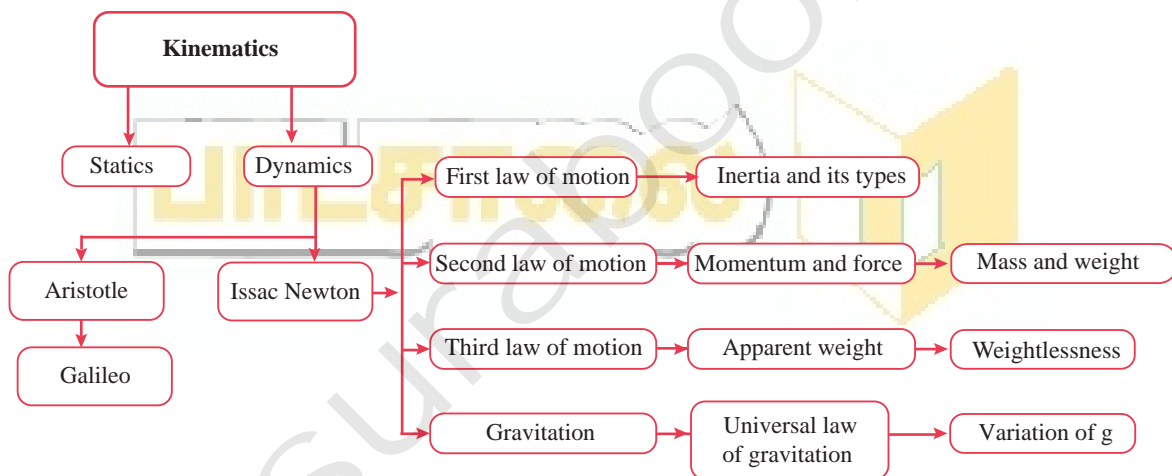 Kinematics
Statics
Dynamics
First law of motion
Inertia and its types
Second law of motion
Momentum and force
Mass and weight
Aristotle
Issac Newton
Third law of motion
Apparent weight
Weightlessness
Galileo
Gravitation
Universal law
of gravitation
Variation of g